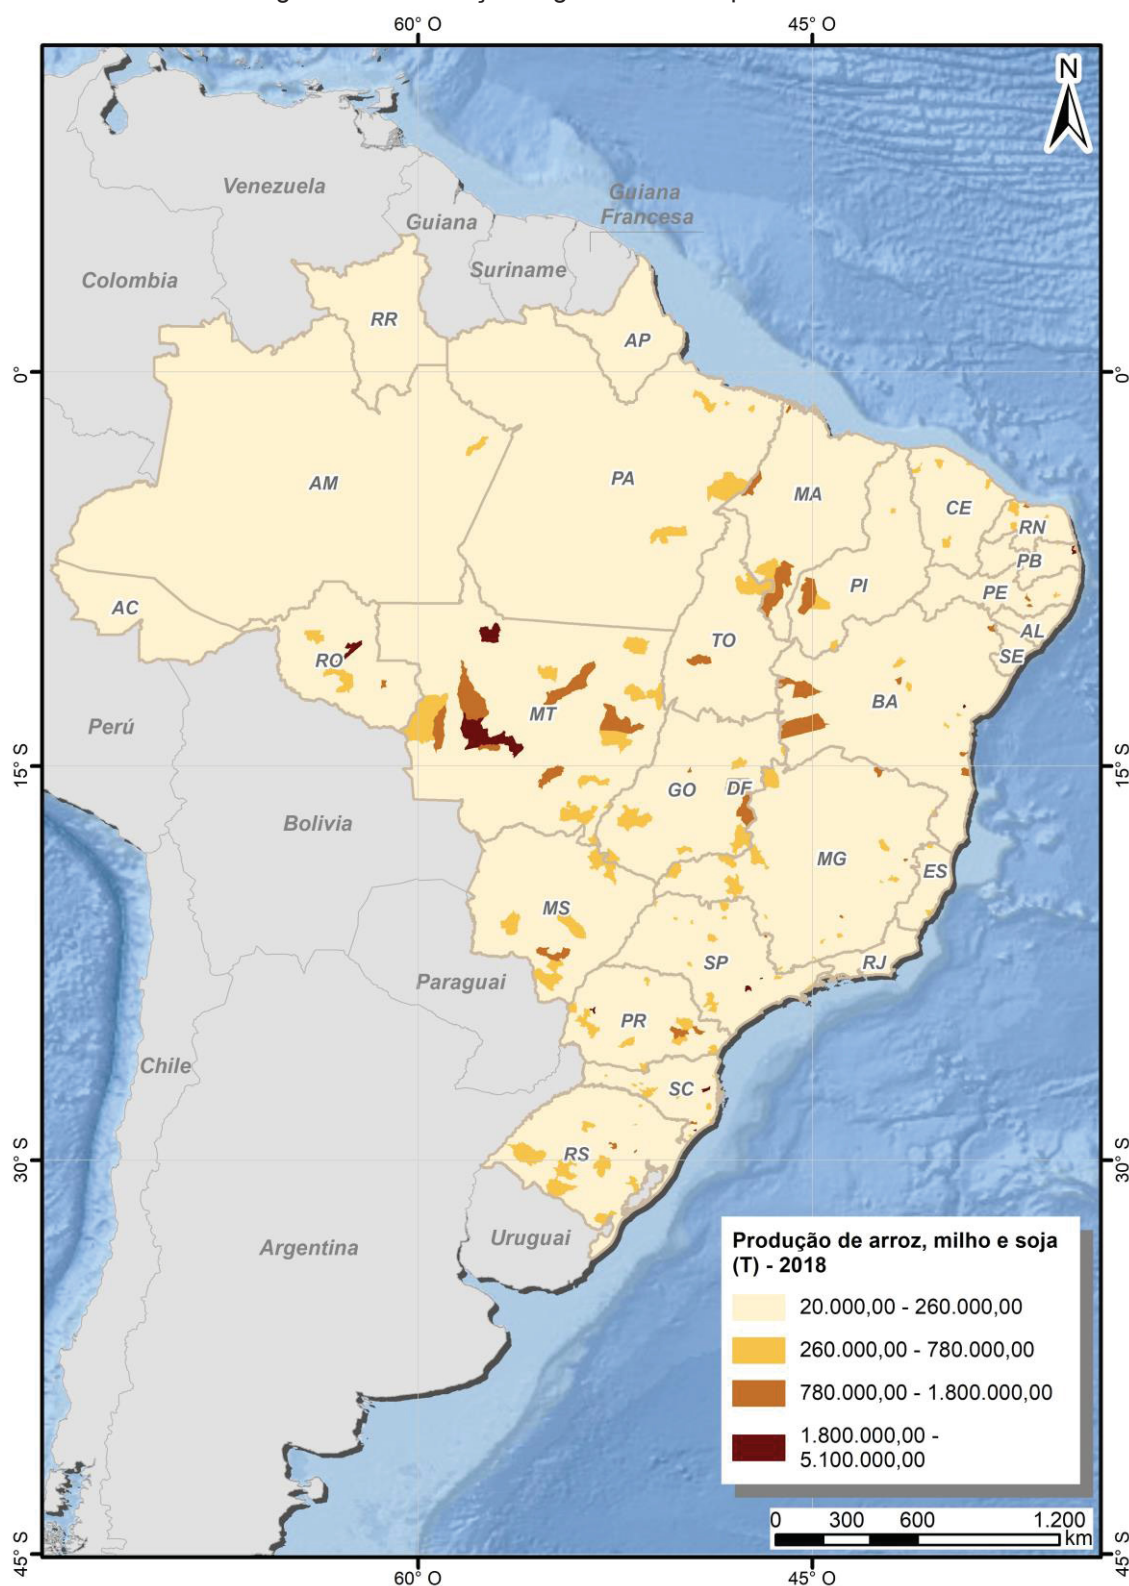 60° O
45° O
N
Venezuela
Guiana
Guiana
Francesa
Suriname
Colombia
RR
AP
0°
0°
AM
PA
MA
CE
RN
PB
PI
PE
AC
AL
TO
SE
RO
BA
MT
Perú
15° S
15° S
GO
DF
Bolivia
MG
ES
MS
SP
RJ
Paraguai
PR
Chile
SC
RS
30° S
30° S
Uruguai
Argentina
Produção de arroz, milho e soja
(T) - 2018
20.000,00 - 260.000,00
260.000,00 - 780.000,00
780.000,00 - 1.800.000,00
1.800.000,00 -
5.100.000,00
0 300 600 1.200
km
45° S
45° S
60° O
45° O